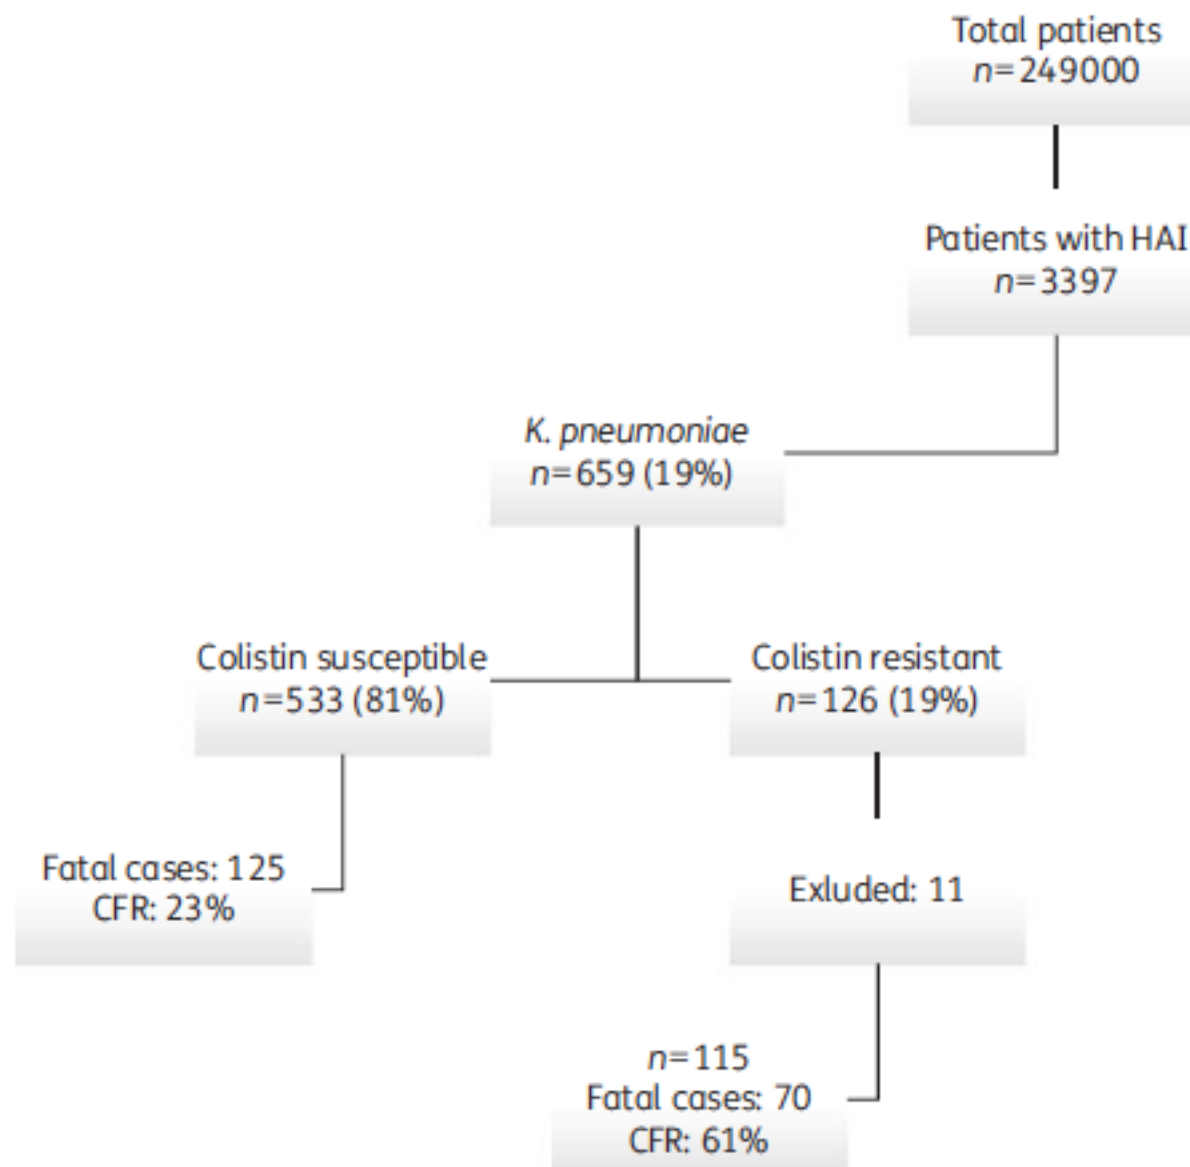 Total patients
n=249000
Patients with HAI
n=3397
K. pneumoniae
n=659 (19%)
Colistin susceptible
n=533 (81%)
Colistin resistant
n=126 (19%)
Fatal cases: 125
CFR: 23%
Exluded: 11
n=115
Fatal cases: 70
CFR: 61%